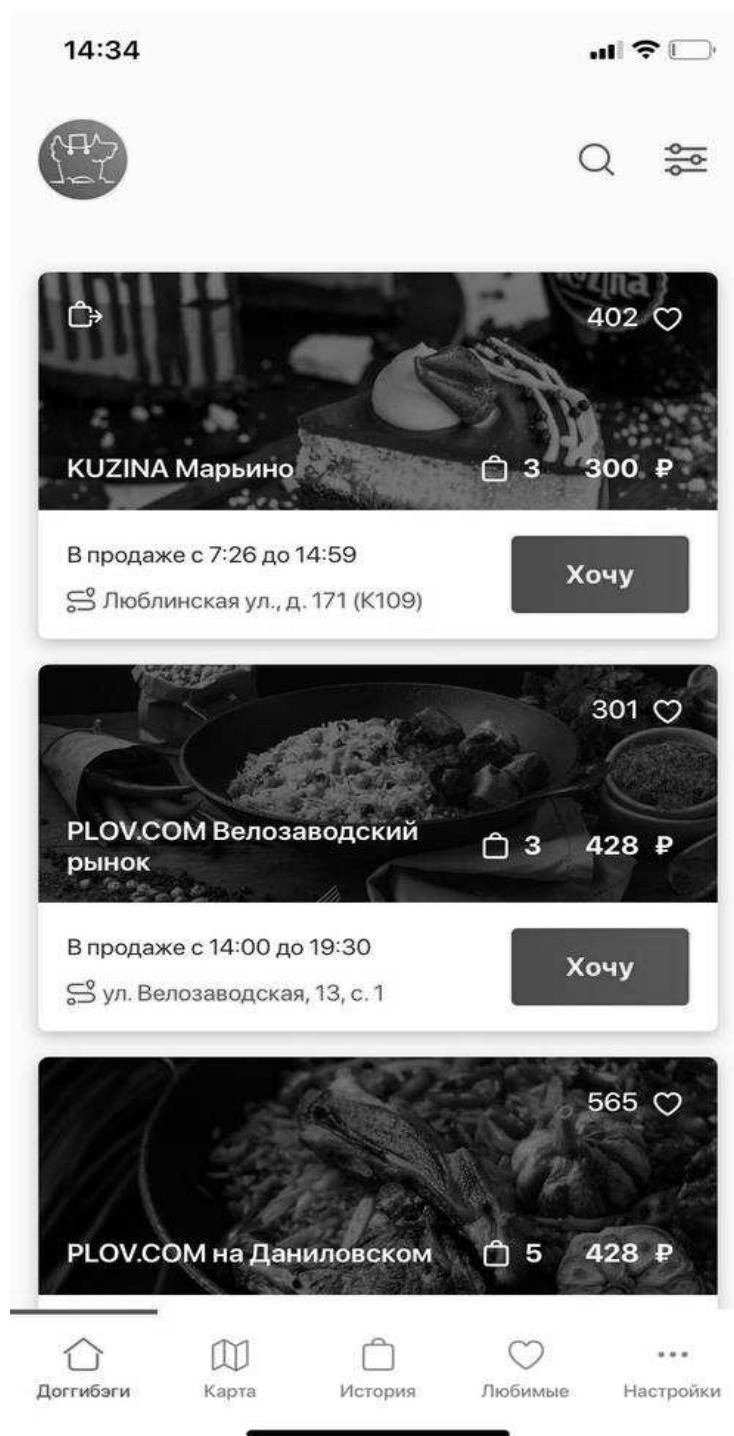 14:34
402
KUZINA Марьино 3 300 ₽
В продаже с 7:26 до 14:59
Хочу
Люблинская ул., д. 171 (К109)
301
PLOV.COM Велозаводский
рынок
3 428 ₽
В продаже с 14:00 до 19:30
Хочу
ул. Велозаводская, 13, с. 1
565
PLOV.COM на Даниловском 5 428 ₽
Доггибэги Карта История Любимые Настройки